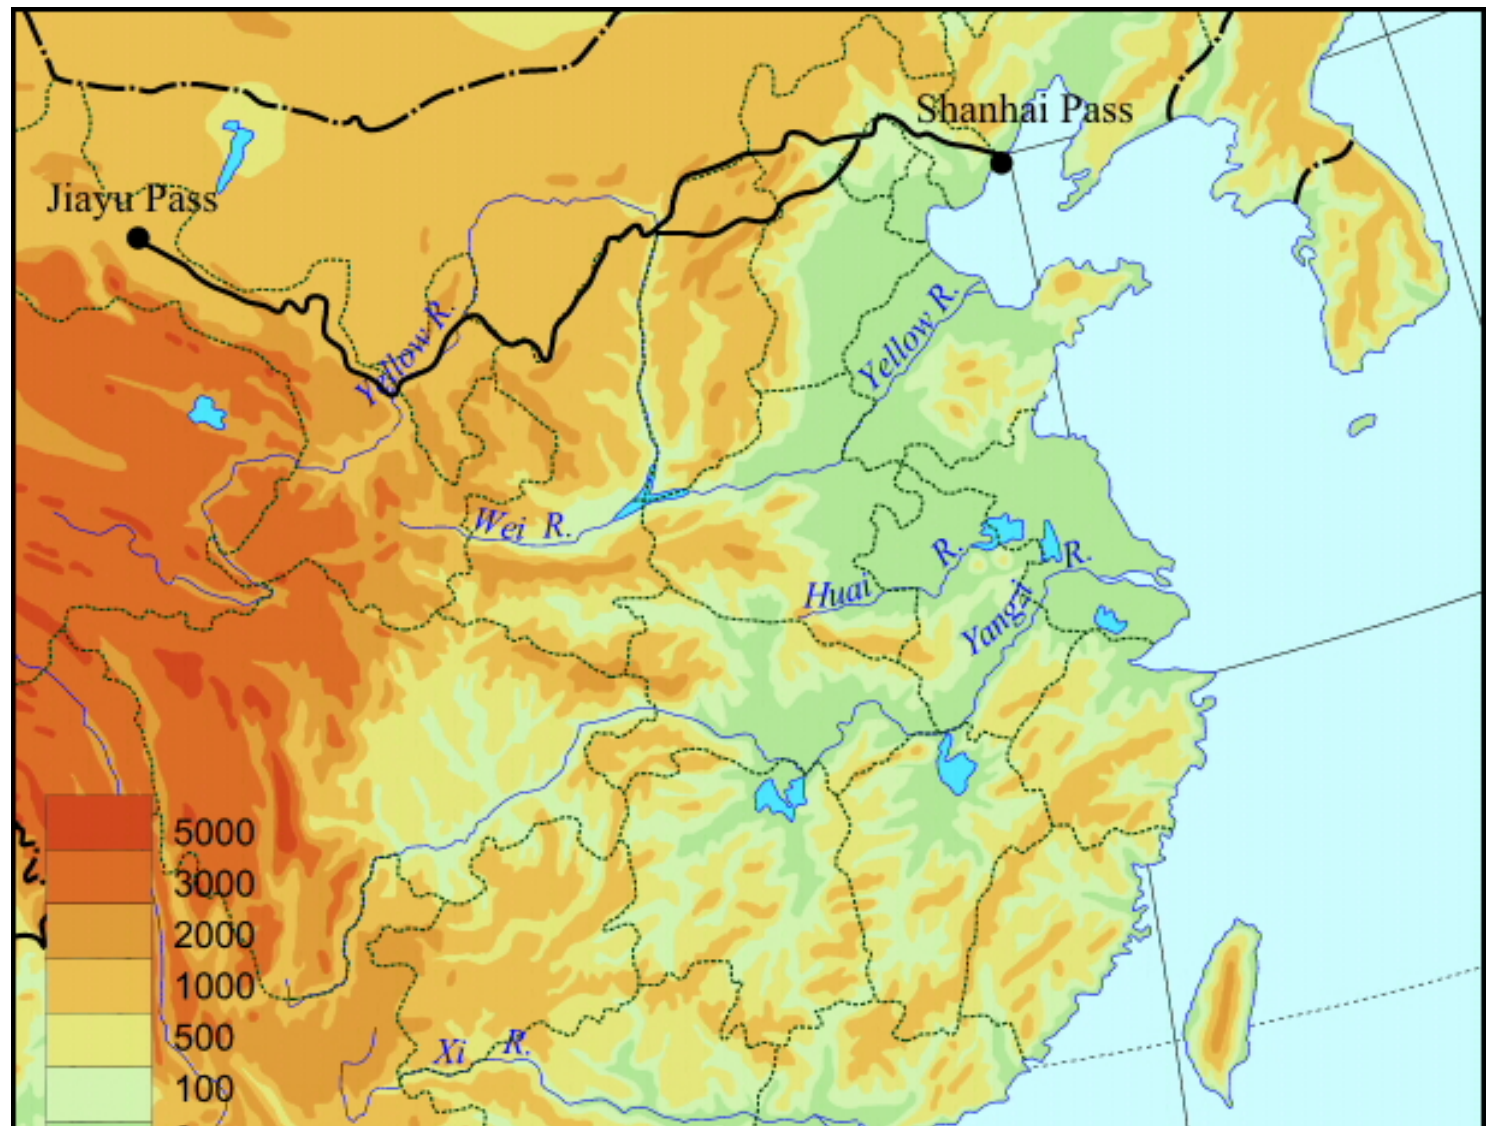 Shanhai Pass
Jiayu Pass
Yellow R.
Yellow R.
Wei R.
Huai R.
Yangzi R.
Xi R.
5000
3000
2000
1000
500
100